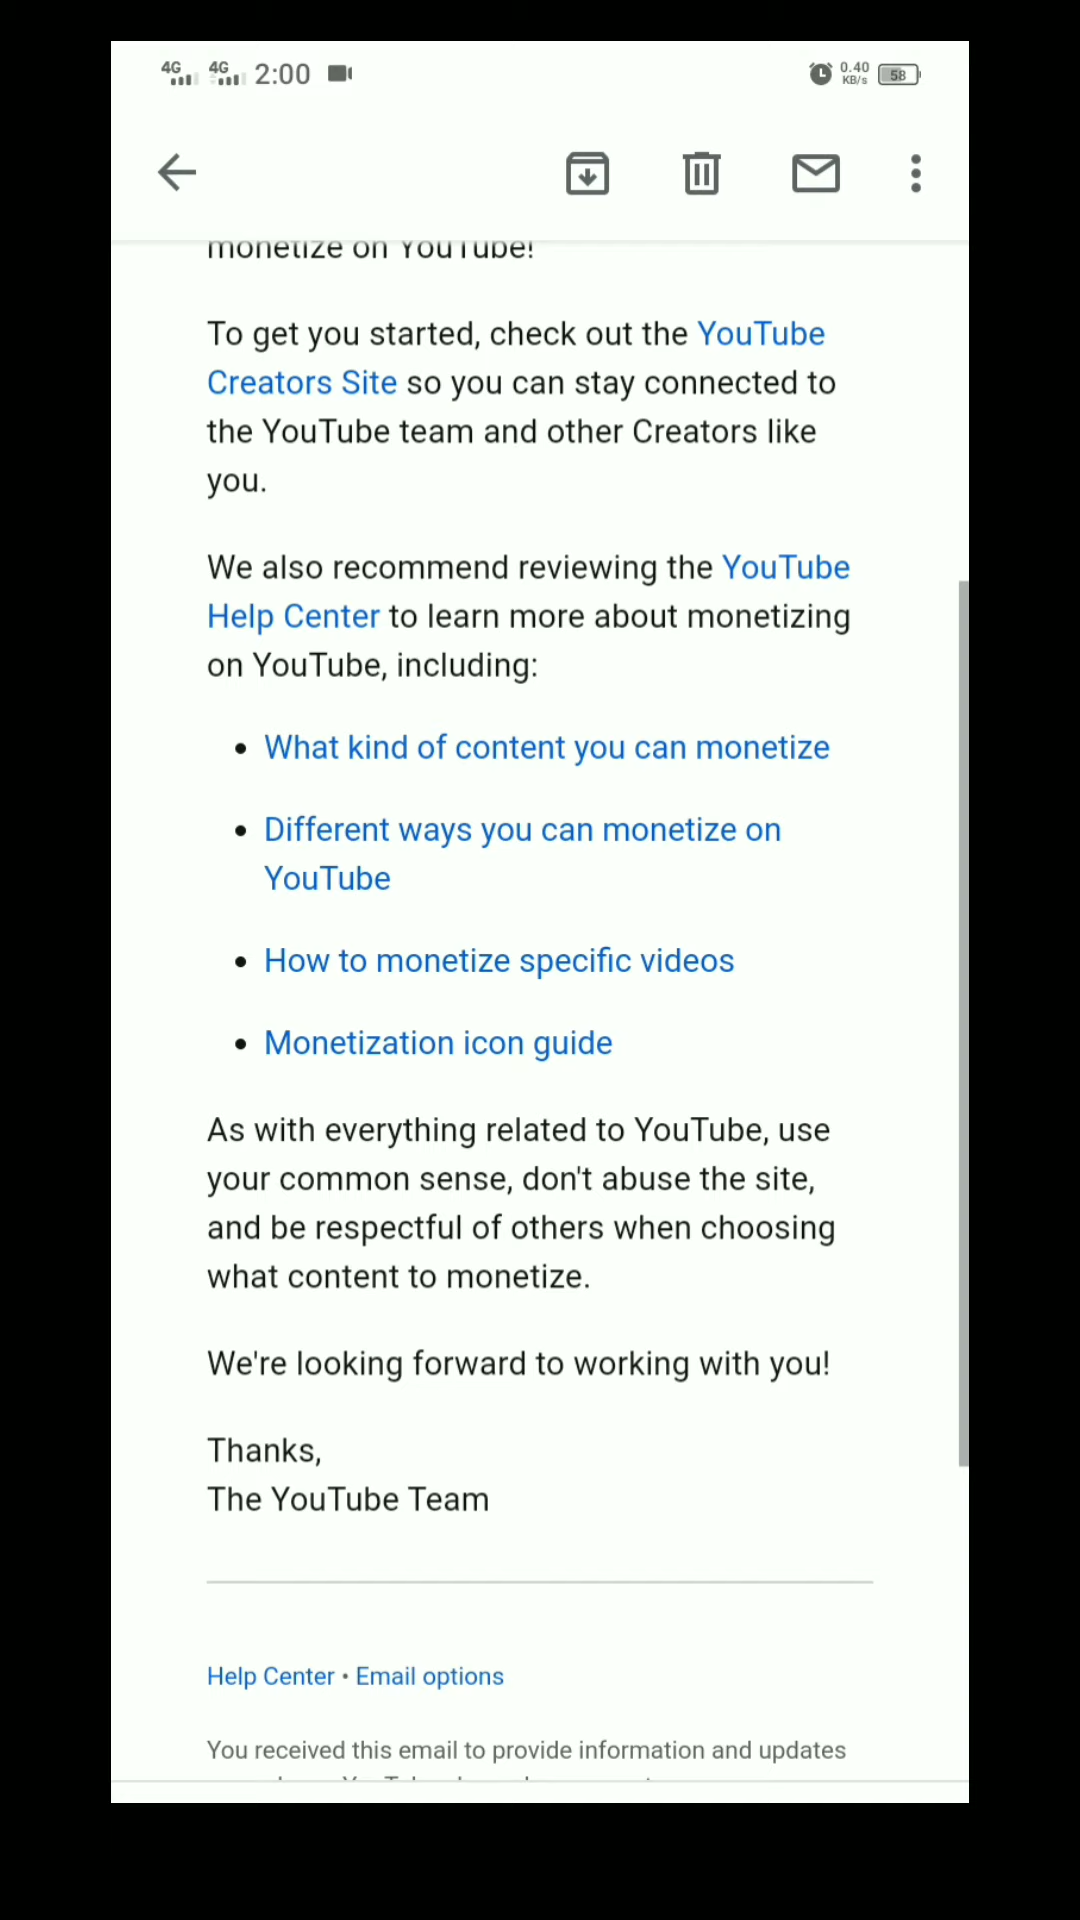 4G 4G 2:00 0.40 KB/s 58
monetize on YouTube!
To get you started, check out the YouTube
Creators Site so you can stay connected to
the YouTube team and other Creators like
you.
We also recommend reviewing the YouTube
Help Center to learn more about monetizing
on YouTube, including:
• What kind of content you can monetize
• Different ways you can monetize on
YouTube
• How to monetize specific videos
• Monetization icon guide
As with everything related to YouTube, use
your common sense, don't abuse the site,
and be respectful of others when choosing
what content to monetize.
We're looking forward to working with you!
Thanks,
The YouTube Team
Help Center • Email options
You received this email to provide information and updates